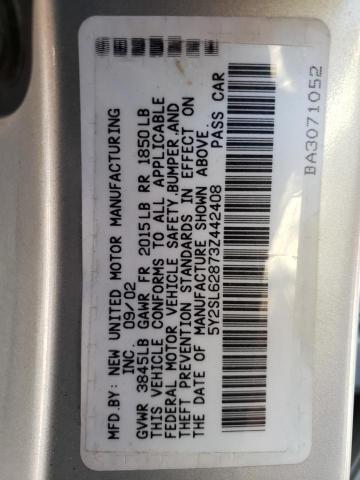 MFD.BY: NEW UNITED MOTOR MANUFACTURING
INC. 09/02
GVWR 3845LB GAWR FR 2015LB RR 1850LB
THIS VEHICLE CONFORMS TO ALL APPLICABLE
FEDERAL MOTOR VEHICLE SAFETY,BUMPER,AND
THEFT PREVENTION STANDARDS IN EFFECT ON
THE DATE OF MANUFACTURE SHOWN ABOVE.
5Y2SL62873Z442408 PASS CAR
BA3071052